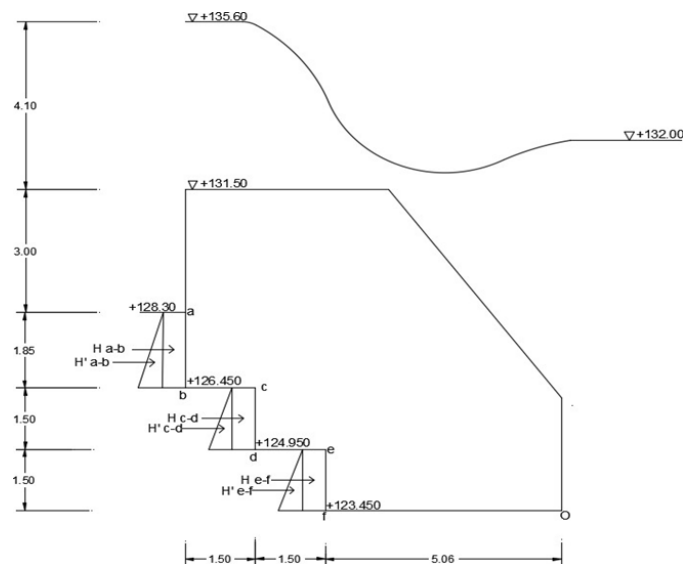 +135.60
4.10
+132.00
+131.50
3.00
+128.30
a
1.85
H a-b
H' a-b
+126.450
b
c
1.50
H c-d
H' c-d
+124.950
d
e
1.50
H e-f
H' e-f
+123.450
f
O
1.50
1.50
5.06